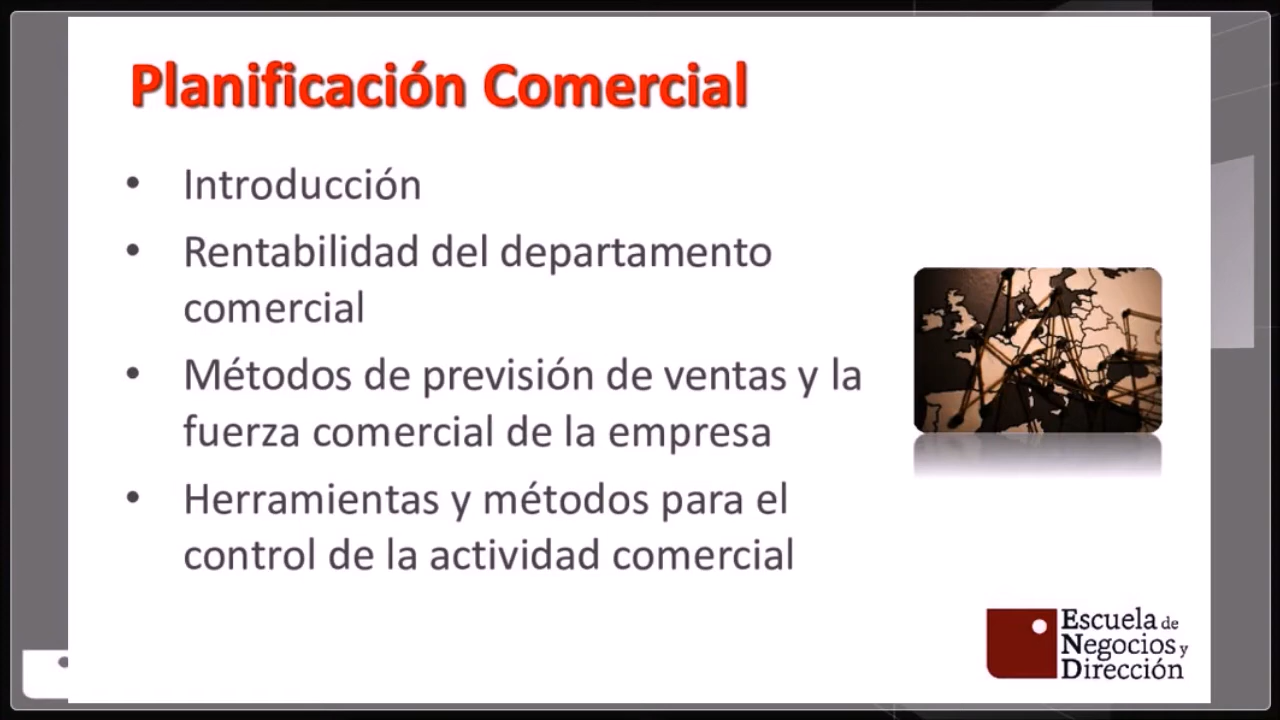 Planificación Comercial
• Introducción
• Rentabilidad del departamento
comercial
• Métodos de previsión de ventas y la
fuerza comercial de la empresa
• Herramientas y métodos para el
control de la actividad comercial
Escuela de
Negocios y
Dirección